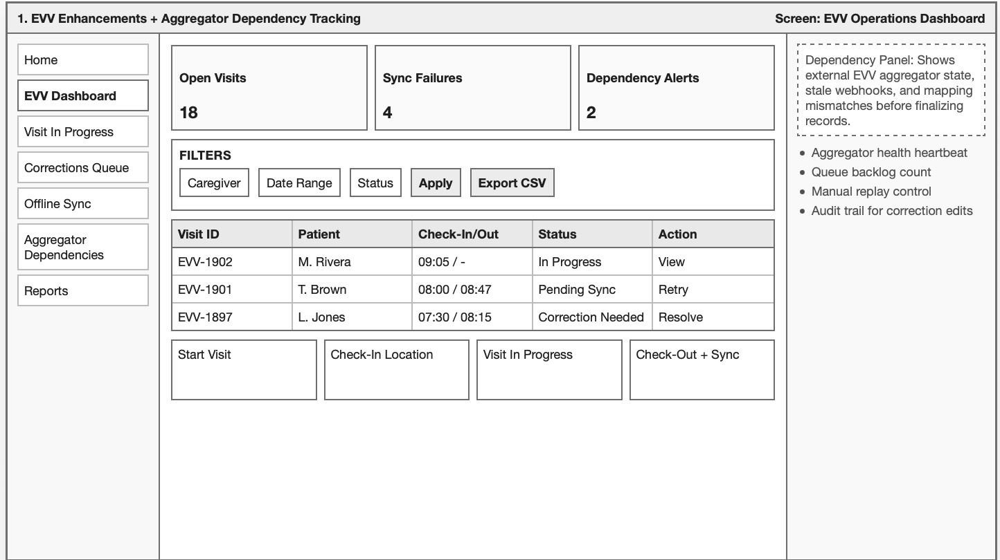 1. EVV Enhancements + Aggregator Dependency Tracking
Screen: EVV Operations Dashboard
Home
EVV Dashboard
Visit In Progress
Corrections Queue
Offline Sync
Aggregator
Dependencies
Reports
Open Visits
18
Sync Failures
4
Dependency Alerts
2
FILTERS
Caregiver
Date Range
Status
Apply
Export CSV
Visit ID Patient Check-In/Out Status Action
EVV-1902 M. Rivera 09:05 / - In Progress View
EVV-1901 T. Brown 08:00 / 08:47 Pending Sync Retry
EVV-1897 L. Jones 07:30 / 08:15 Correction Needed Resolve
Start Visit
Check-In Location
Visit In Progress
Check-Out + Sync
Dependency Panel: Shows
external EVV aggregator state,
stale webhooks, and mapping
mismatches before finalizing
records.
• Aggregator health heartbeat
• Queue backlog count
• Manual replay control
• Audit trail for correction edits